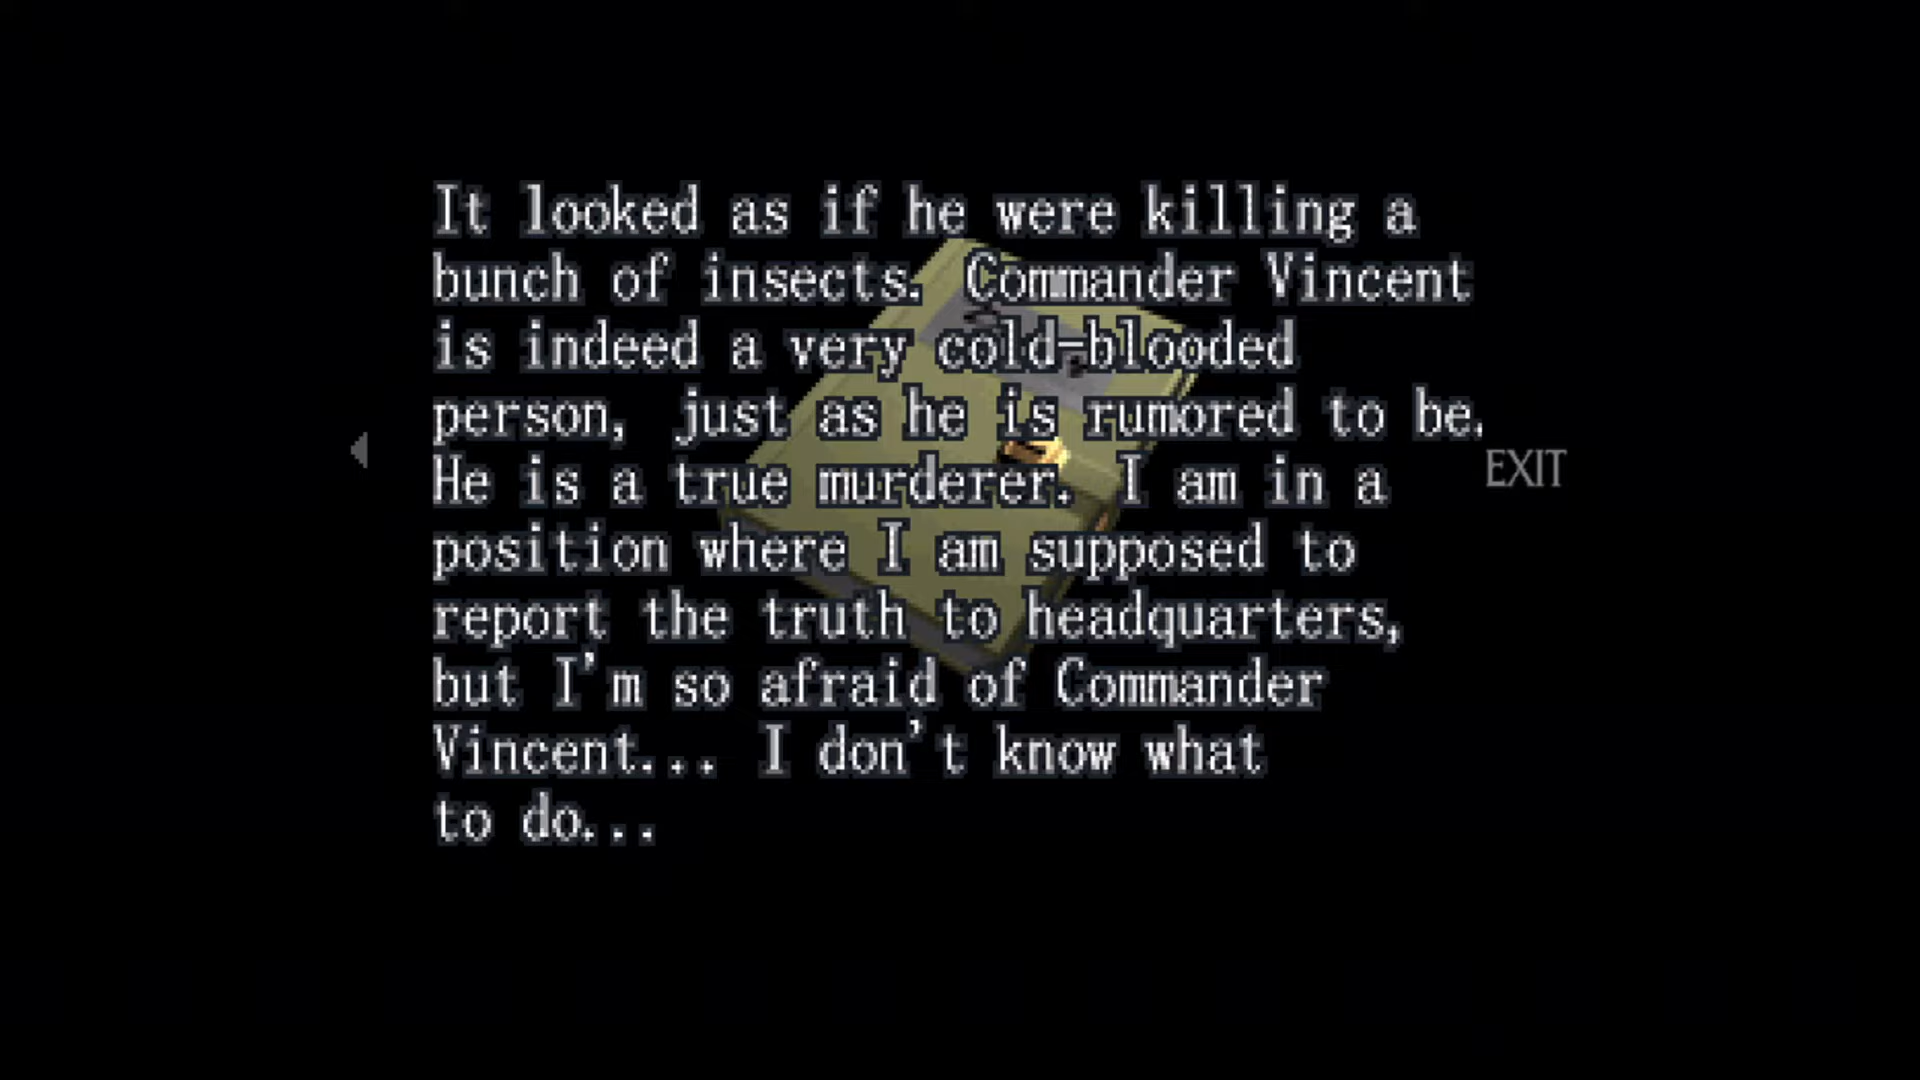 It looked as if he were killing a
bunch of insects. Commander Vincent
is indeed a very cold-blooded
person, just as he is rumored to be.
He is a true murderer. I am in a
position where I am supposed to
report the truth to headquarters,
but I'm so afraid of Commander
Vincent... I don't know what
to do...
EXIT